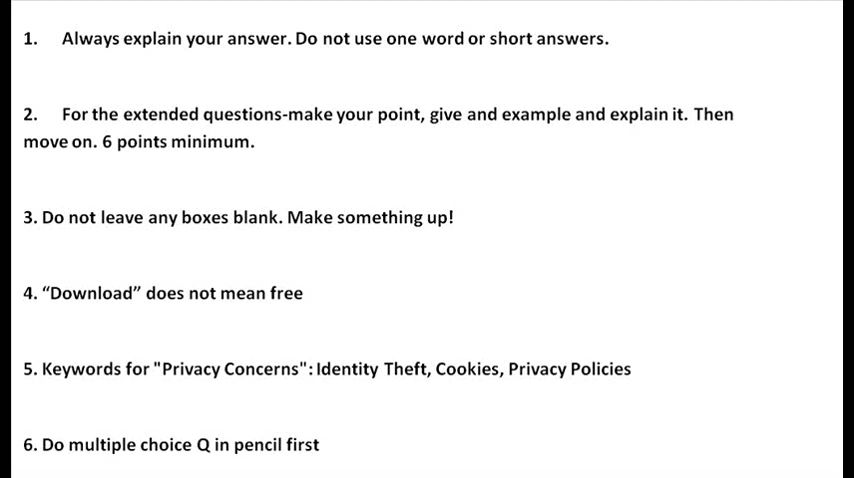 1. Always explain your answer. Do not use one word or short answers.
2. For the extended questions-make your point, give and example and explain it. Then
move on. 6 points minimum.
3. Do not leave any boxes blank. Make something up!
4. “Download” does not mean free
5. Keywords for "Privacy Concerns": Identity Theft, Cookies, Privacy Policies
6. Do multiple choice Q in pencil first